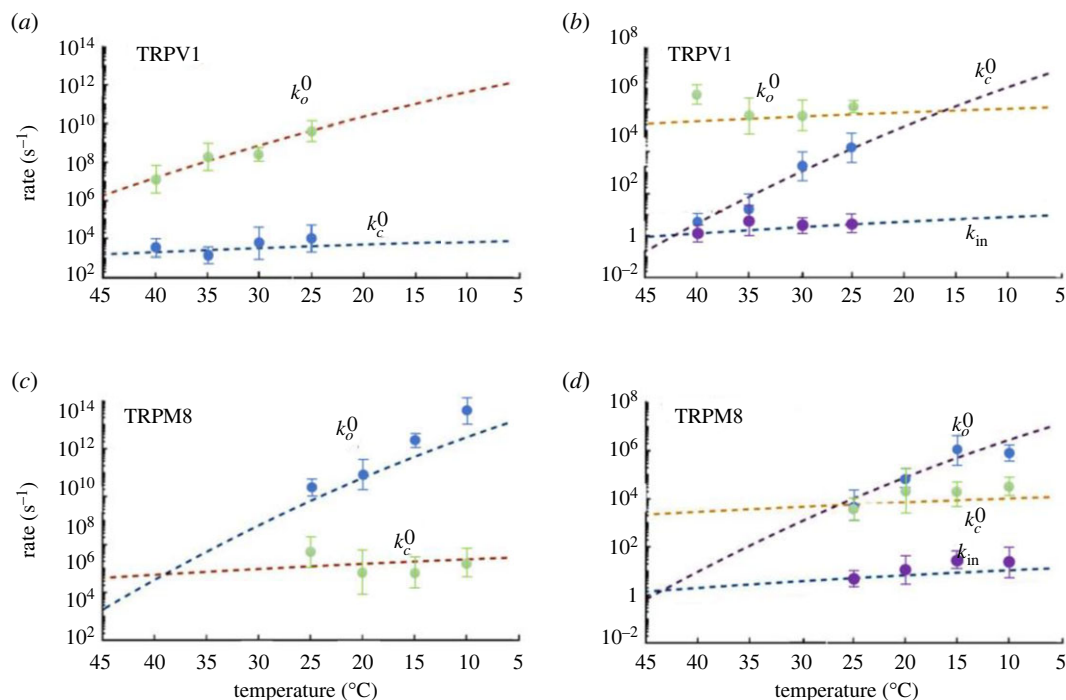 (a)
TRPV1
10^14
10^12
10^10
10^8
10^6
10^4
10^2
rate (s^−1)
k_o^0
k_c^0
45 40 35 30 25 20 15 10 5
(b)
TRPV1
10^8
10^6
10^4
10^2
1
10^−2
k_o^0
k_c^0
k_in
45 40 35 30 25 20 15 10 5
(c)
TRPM8
10^14
10^12
10^10
10^8
10^6
10^4
10^2
rate (s^−1)
k_o^0
k_c^0
45 40 35 30 25 20 15 10 5
temperature (°C)
(d)
TRPM8
10^8
10^6
10^4
10^2
1
10^−2
k_o^0
k_c^0
k_in
45 40 35 30 25 20 15 10 5
temperature (°C)